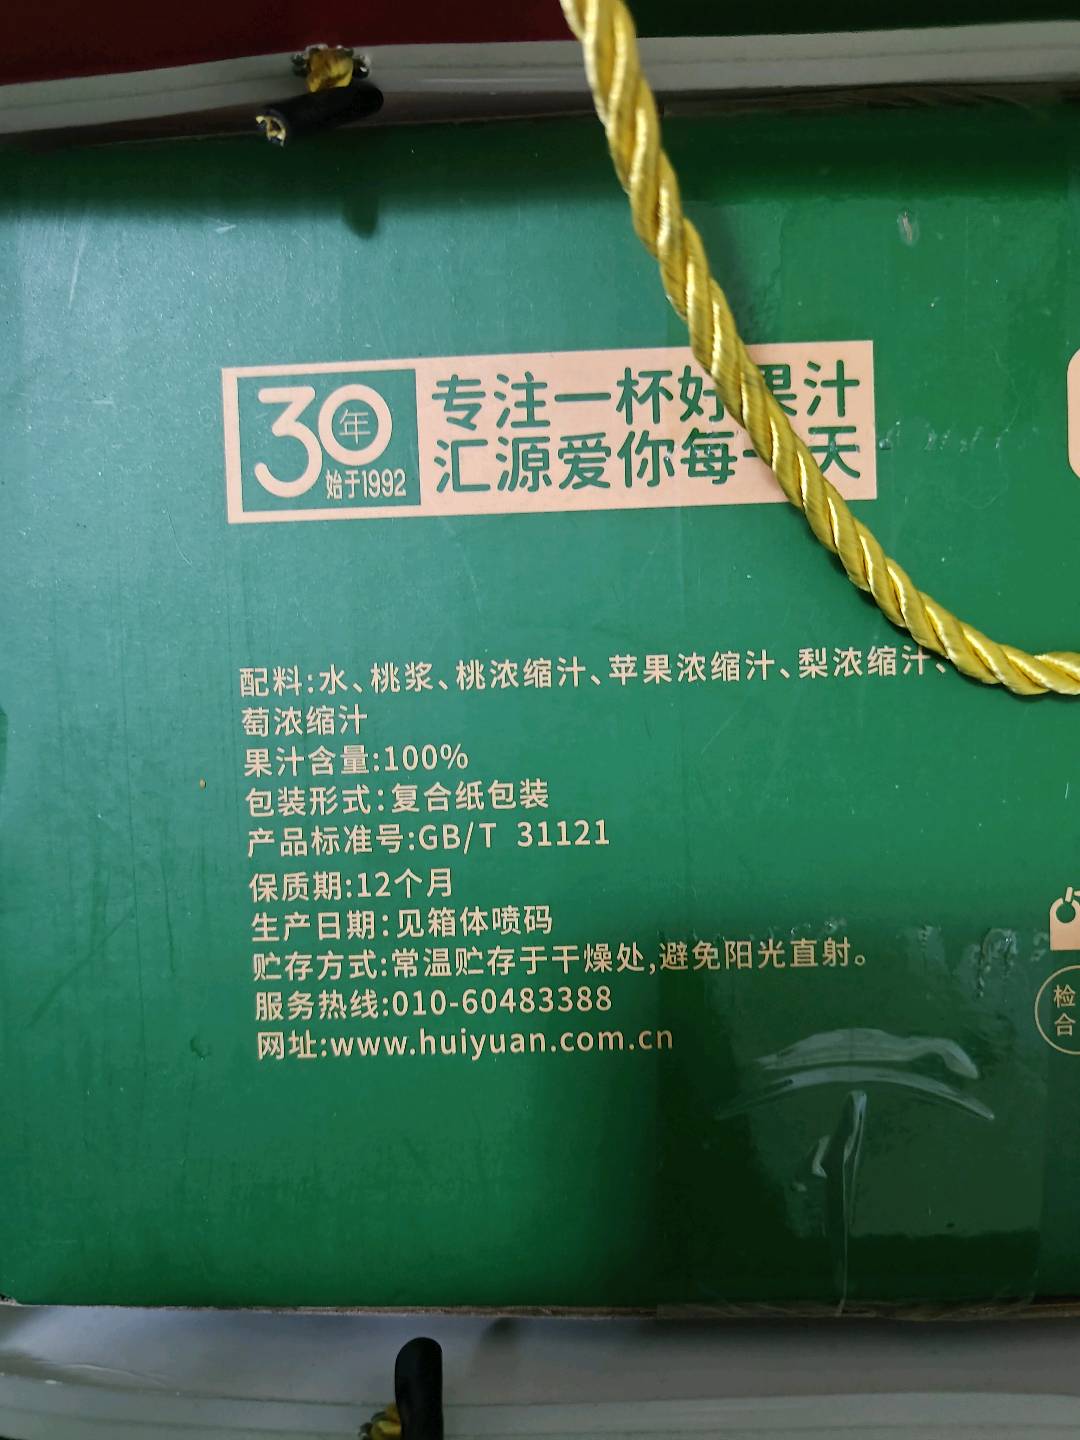 30年
始于1992
专注一杯好果汁
汇源爱你每一天
配料:水、桃浆、桃浓缩汁、苹果浓缩汁、梨浓缩汁、
萄浓缩汁
果汁含量:100%
包装形式:复合纸包装
产品标准号:GB/T 31121
保质期:12个月
生产日期:见箱体喷码
贮存方式:常温贮存于干燥处,避免阳光直射。
服务热线:010-60483388
网址:www.huiyuan.com.cn
检
合